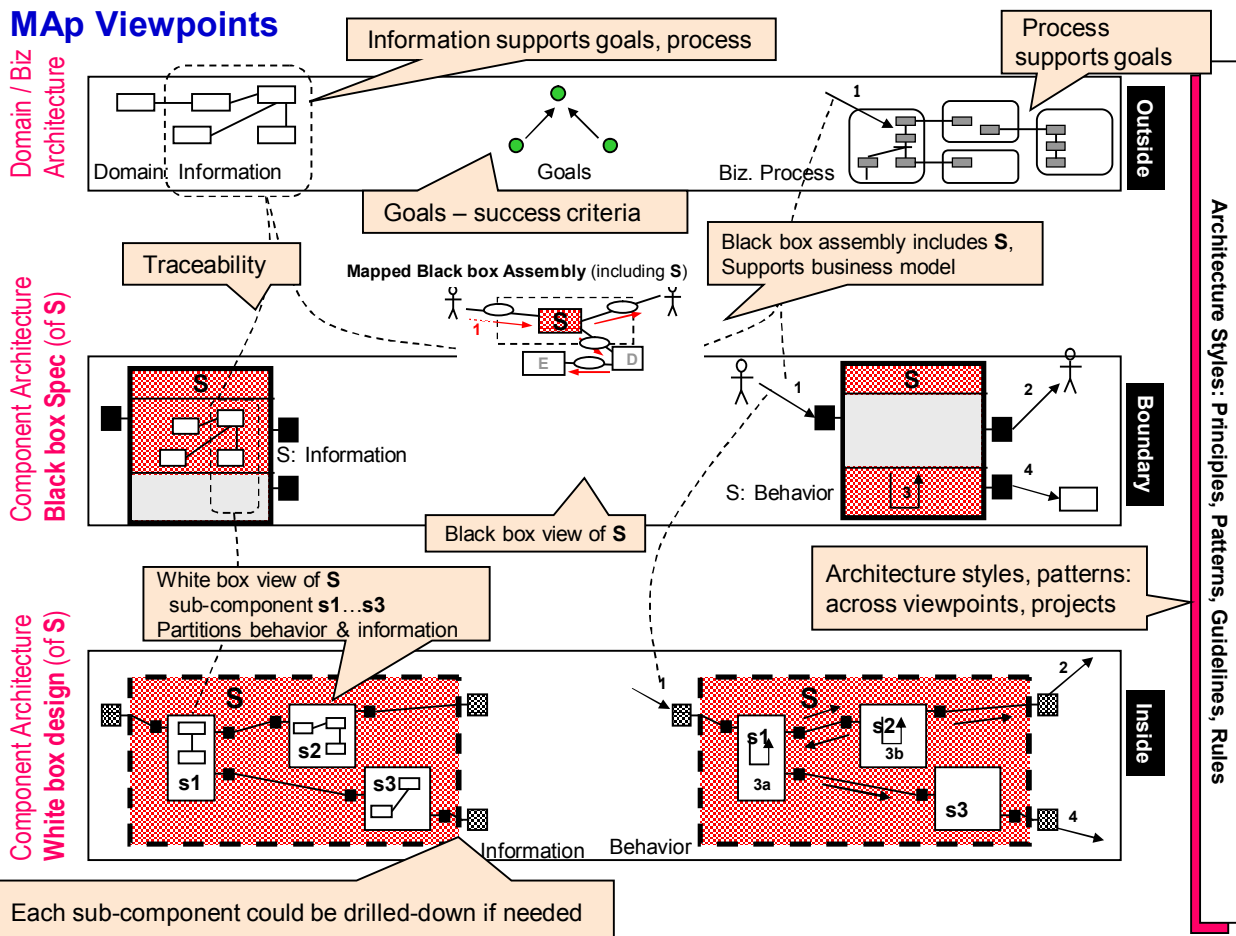 MAp Viewpoints
Information supports goals, process
Process
supports goals
Domain / Biz
Architecture
1
Domain
Information
Goals
Biz. Process
Outside
Goals – success criteria
Traceability
Mapped Black box Assembly (including S)
Black box assembly includes S,
Supports business model
1
S
E
D
Component Architecture
Black box Spec (of S)
S
S: Information
1
S
2
3
4
S: Behavior
Boundary
Black box view of S
White box view of S
sub-component s1…s3
Partitions behavior & information
Architecture styles, patterns:
across viewpoints, projects
Component Architecture
White box design (of S)
S
s1
s2
s3
Information
Behavior
1
S
s1
3a
s2
3b
s3
2
4
Inside
Each sub-component could be drilled-down if needed
Architecture Styles: Principles, Patterns, Guidelines, Rules